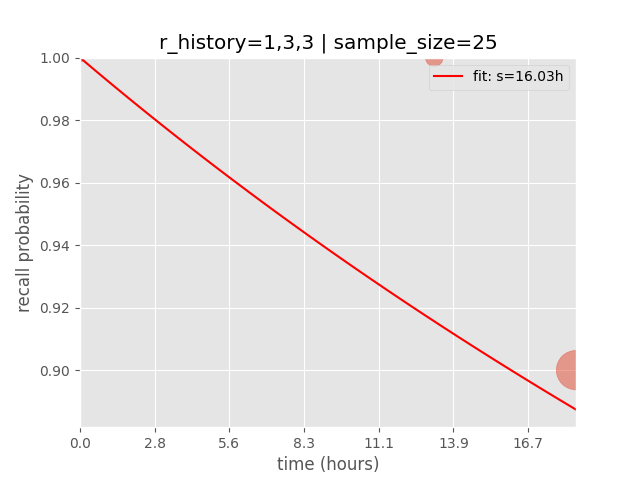 r_history=1,3,3 | sample_size=25
1.00
0.98
0.96
0.94
0.92
0.90
recall probability
fit: s=16.03h
0.0 2.8 5.6 8.3 11.1 13.9 16.7
time (hours)